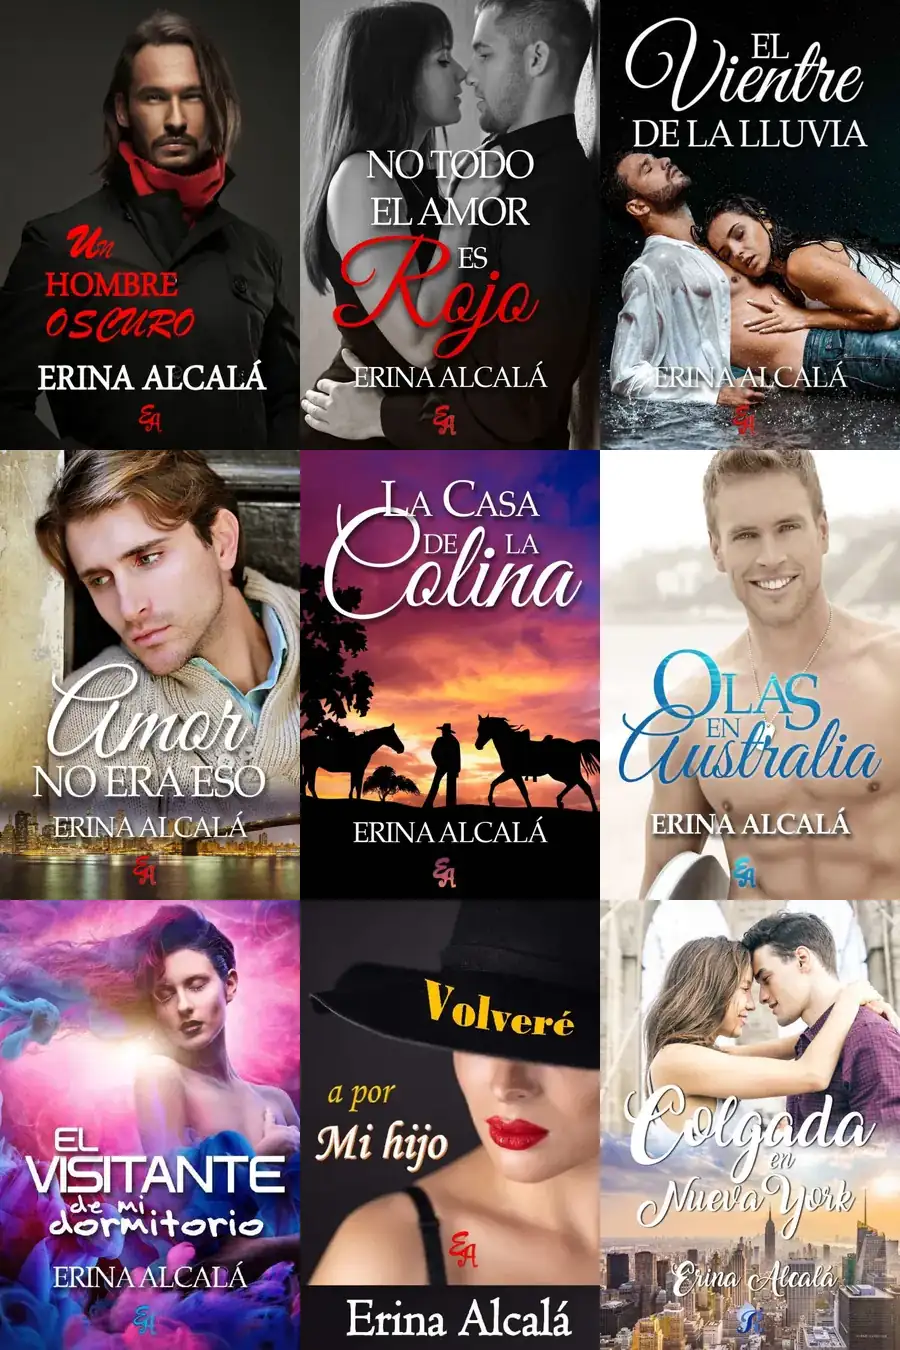 Un
HOMBRE
OSCURO
ERINA ALCALÁ
EA
NO TODO
EL AMOR
ES
Rojo
ERINA ALCALÁ
EA
EL
Vientre
DE LA LLUVIA
ERINA ALCALÁ
EA
Amor
NO ERA ESO
ERINA ALCALÁ
EA
LA CASA
DE LA
Colina
ERINA ALCALÁ
EA
OLAS
EN
Australia
ERINA ALCALÁ
EA
EL
VISITANTE
de mi
dormitorio
ERINA ALCALÁ
EA
Volveré
a por
Mi hijo
EA
Erina Alcalá
Colgada
en
Nueva York
Erina Alcalá